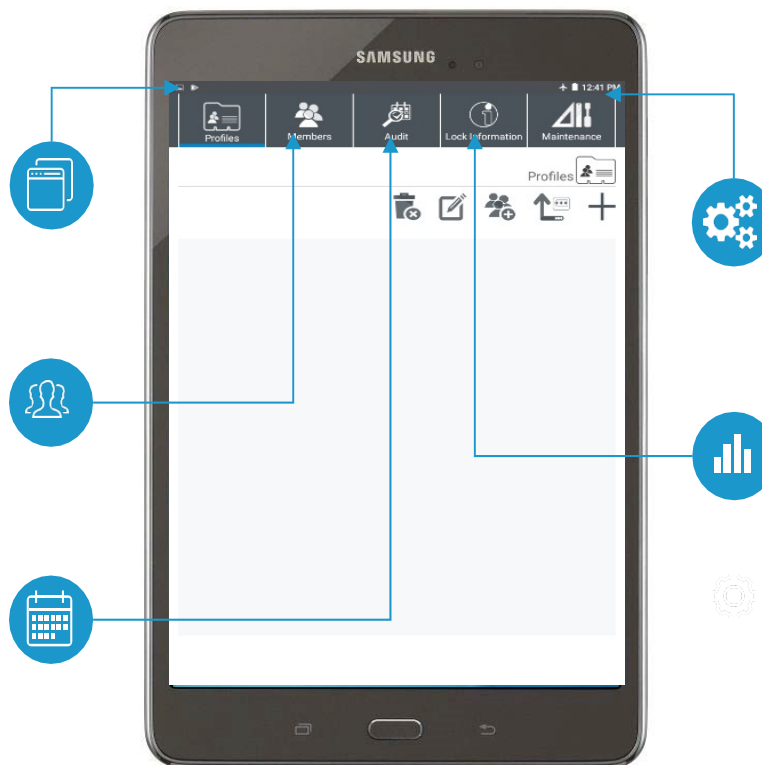 SAMSUNG
12:41 PM
Profiles Members Audit Lock Information Maintenance
Profiles